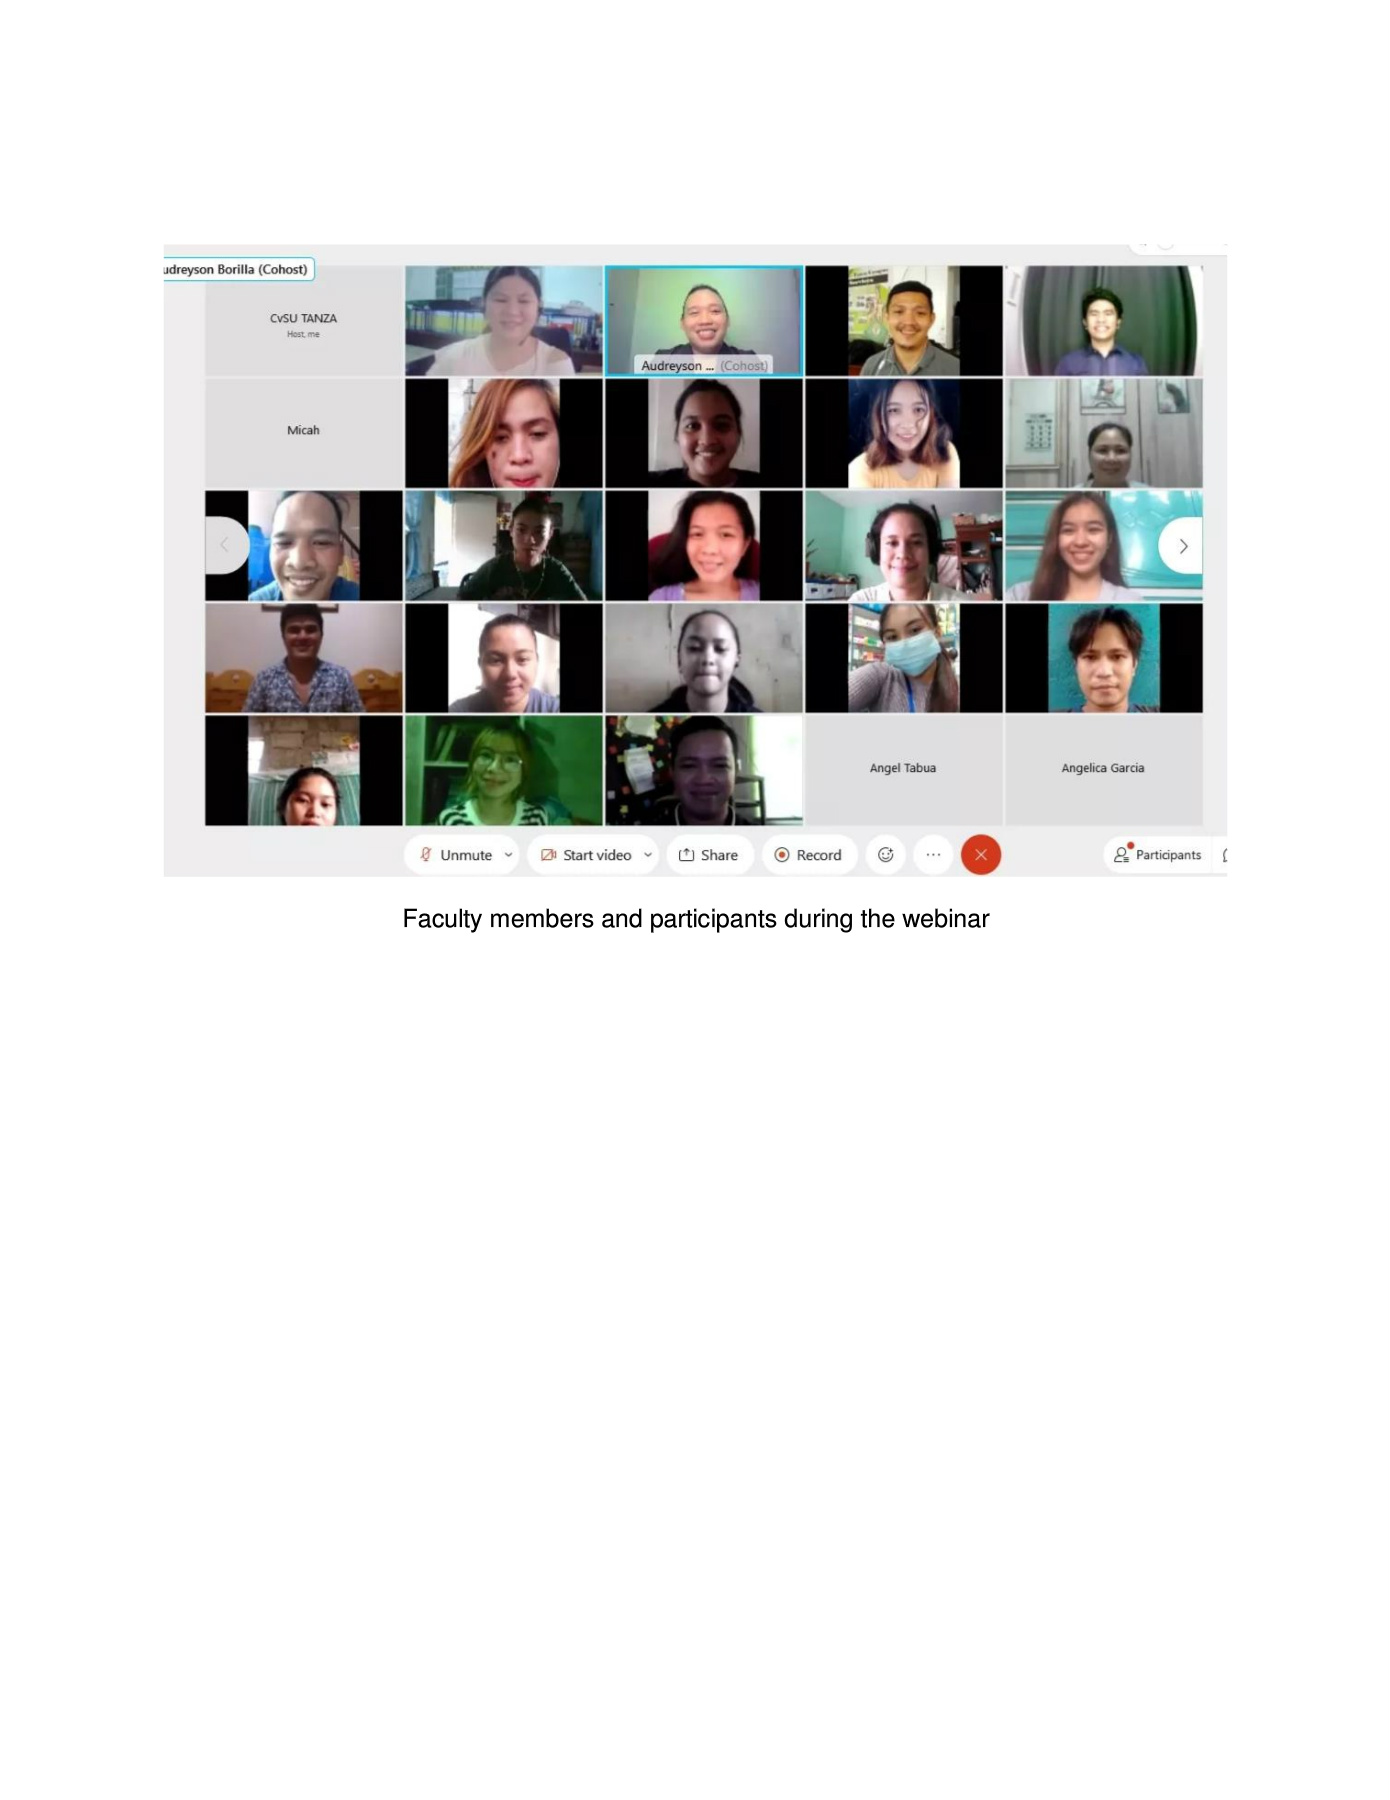 udreyson Borilla (Cohost)
CvSU TANZA
Host, me
Audreyson ... (Cohost)
Micah
Angel Tabua
Angelica Garcia
Unmute
Start video
Share
Record
Participants
Faculty members and participants during the webinar